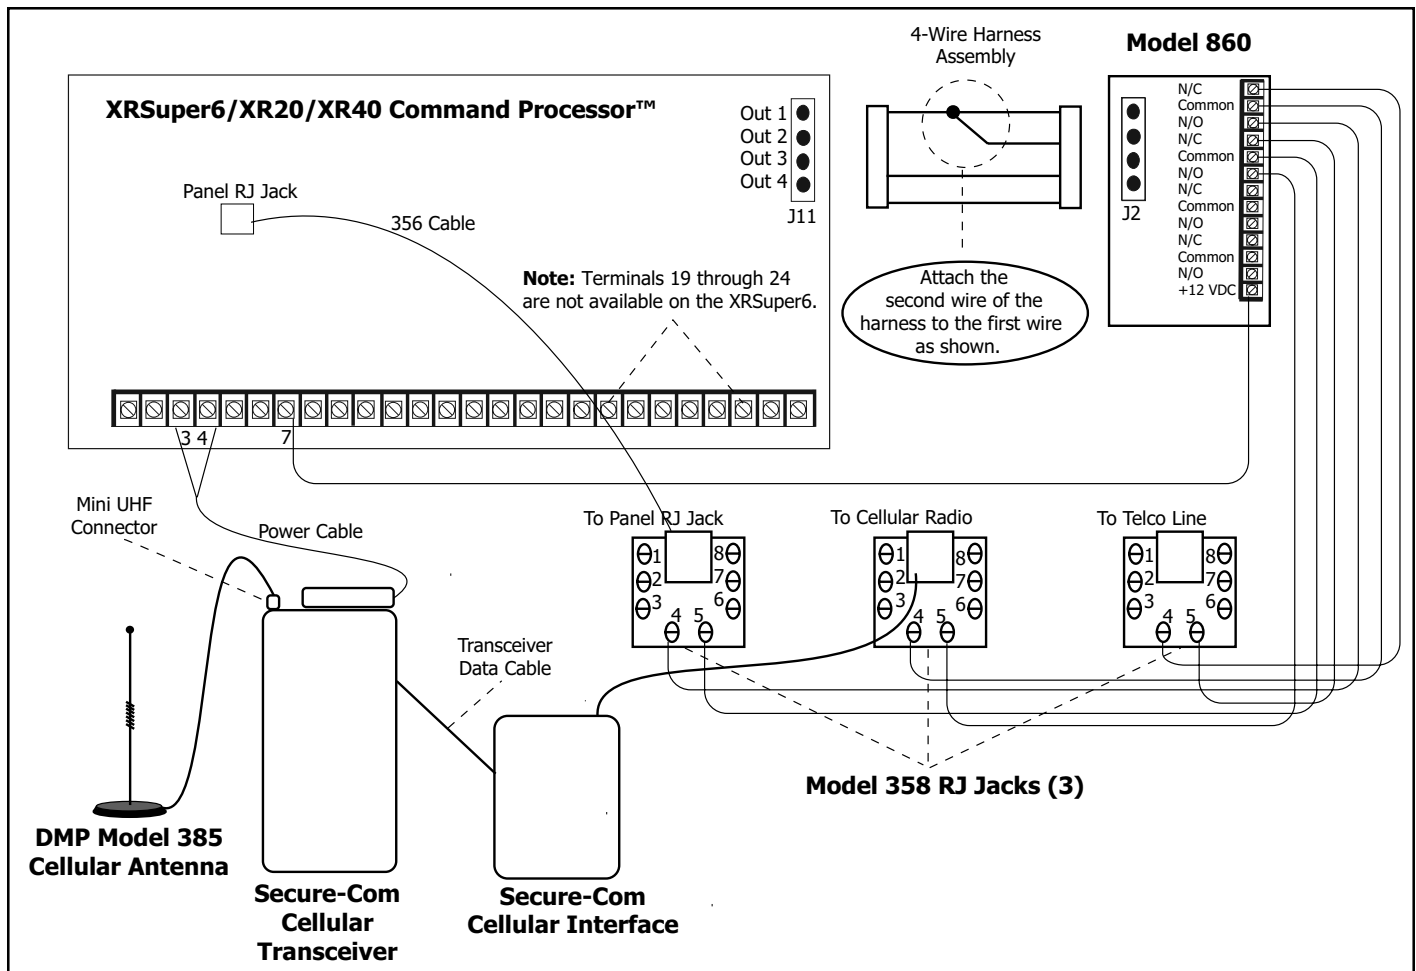 4-Wire Harness
Assembly
Model 860
XRSuper6/XR20/XR40 Command Processor™
Out 1
Out 2
Out 3
Out 4
J11
Panel RJ Jack
356 Cable
Note: Terminals 19 through 24
are not available on the XRSuper6.
3 4
7
Attach the
second wire of the
harness to the first wire
as shown.
J2
N/C
Common
N/O
N/C
Common
N/O
N/C
Common
N/O
N/C
Common
N/O
+12 VDC
Mini UHF
Connector
Power Cable
To Panel RJ Jack
1
2
3
4
5
6
7
8
To Cellular Radio
1
2
3
4
5
6
7
8
To Telco Line
1
2
3
4
5
6
7
8
Transceiver
Data Cable
Model 358 RJ Jacks (3)
DMP Model 385
Cellular Antenna
Secure-Com
Cellular
Transceiver
Secure-Com
Cellular Interface